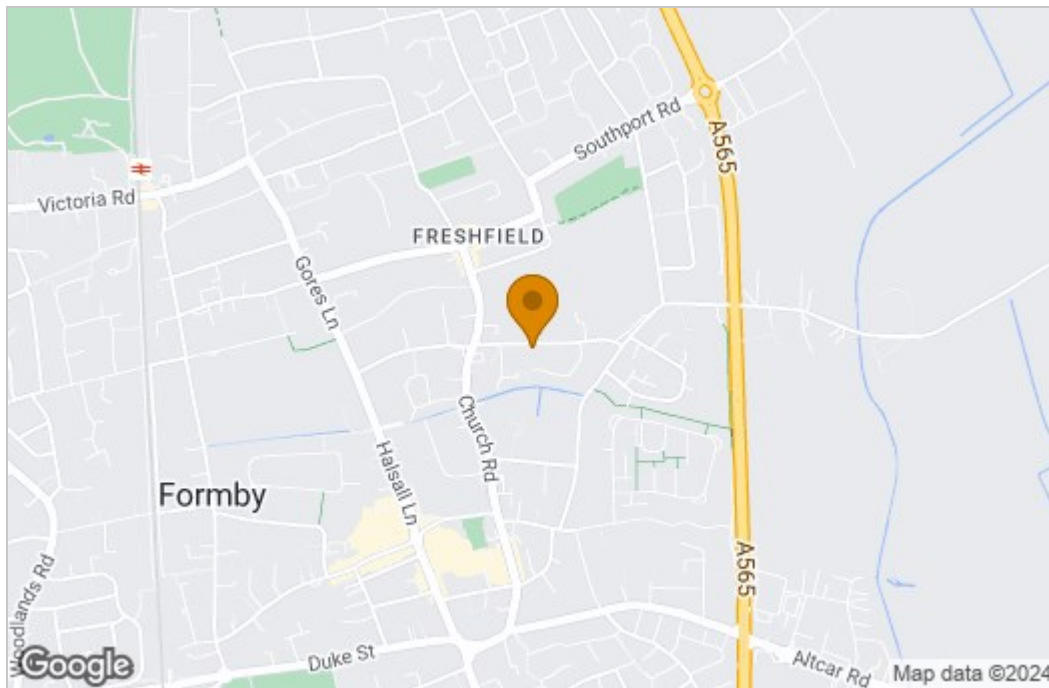 Southport Rd
A565
Victoria Rd
FRESHFIELD
Gores Ln
Church Rd
Halsall Ln
Formby
A565
Woodlands Rd
Duke St
Altcar Rd
Google
Map data ©2024